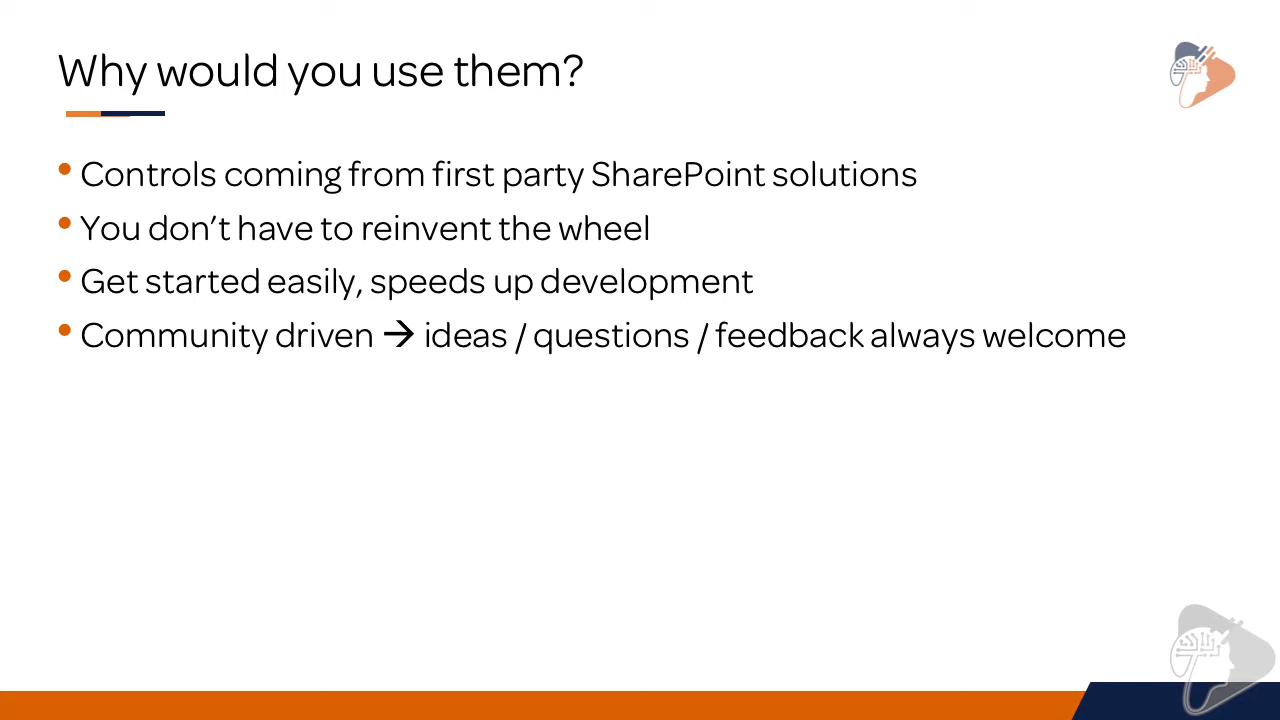 Why would you use them?
• Controls coming from first party SharePoint solutions
• You don’t have to reinvent the wheel
• Get started easily, speeds up development
• Community driven → ideas / questions / feedback always welcome